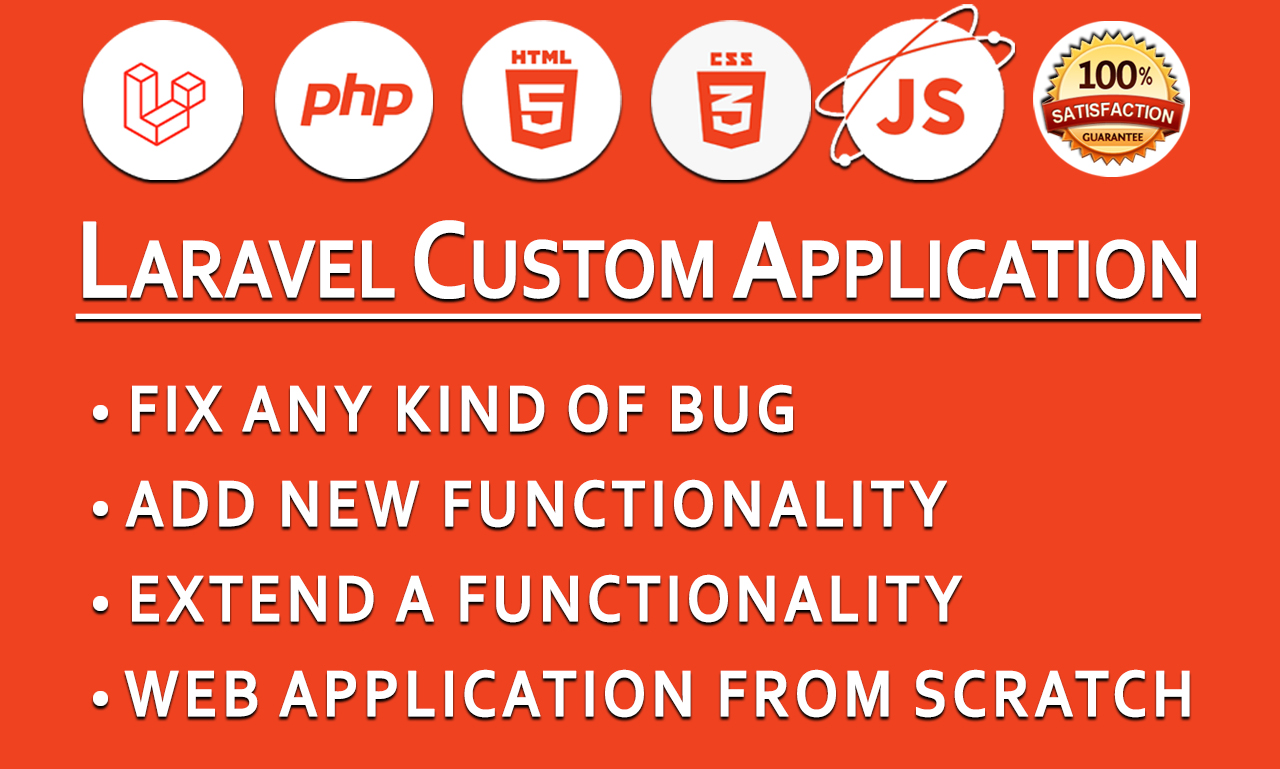 php
HTML
5
CSS
3
JS
100%
SATISFACTION
GUARANTEE
LARAVEL CUSTOM APPLICATION
• FIX ANY KIND OF BUG
• ADD NEW FUNCTIONALITY
• EXTEND A FUNCTIONALITY
• WEB APPLICATION FROM SCRATCH